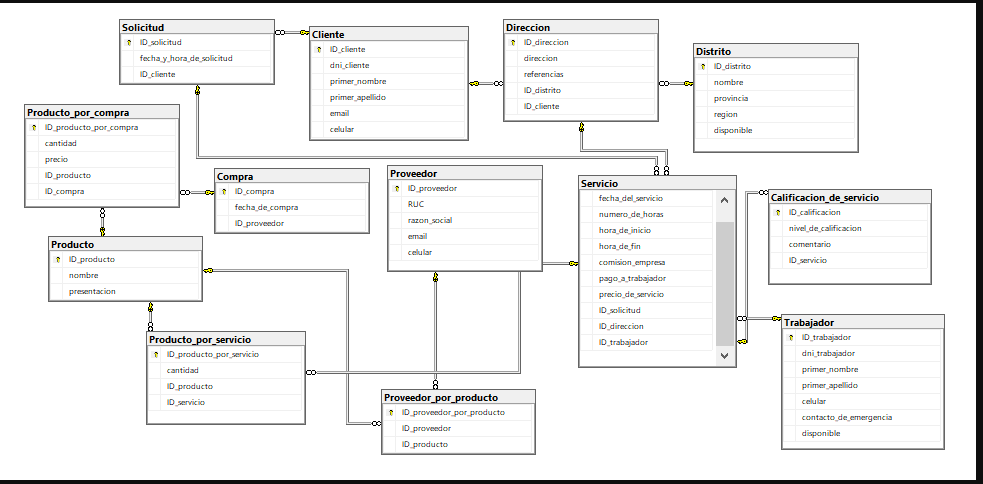 Solicitud
ID_solicitud
fecha_y_hora_de_solicitud
ID_cliente
Cliente
ID_cliente
dni_cliente
primer_nombre
primer_apellido
email
celular
Direccion
ID_direccion
direccion
referencias
ID_distrito
ID_cliente
Distrito
ID_distrito
nombre
provincia
region
disponible
Producto_por_compra
ID_producto_por_compra
cantidad
precio
ID_producto
ID_compra
Compra
ID_compra
fecha_de_compra
ID_proveedor
Proveedor
ID_proveedor
RUC
razon_social
email
celular
Servicio
fecha_del_servicio
numero_de_horas
hora_de_inicio
hora_de_fin
comision_empresa
pago_a_trabajador
precio_de_servicio
ID_solicitud
ID_direccion
ID_trabajador
Calificacion_de_servicio
ID_calificacion
nivel_de_calificacion
comentario
ID_servicio
Producto
ID_producto
nombre
presentacion
Producto_por_servicio
ID_producto_por_servicio
cantidad
ID_producto
ID_servicio
Proveedor_por_producto
ID_proveedor_por_producto
ID_proveedor
ID_producto
Trabajador
ID_trabajador
dni_trabajador
primer_nombre
primer_apellido
celular
contacto_de_emergencia
disponible